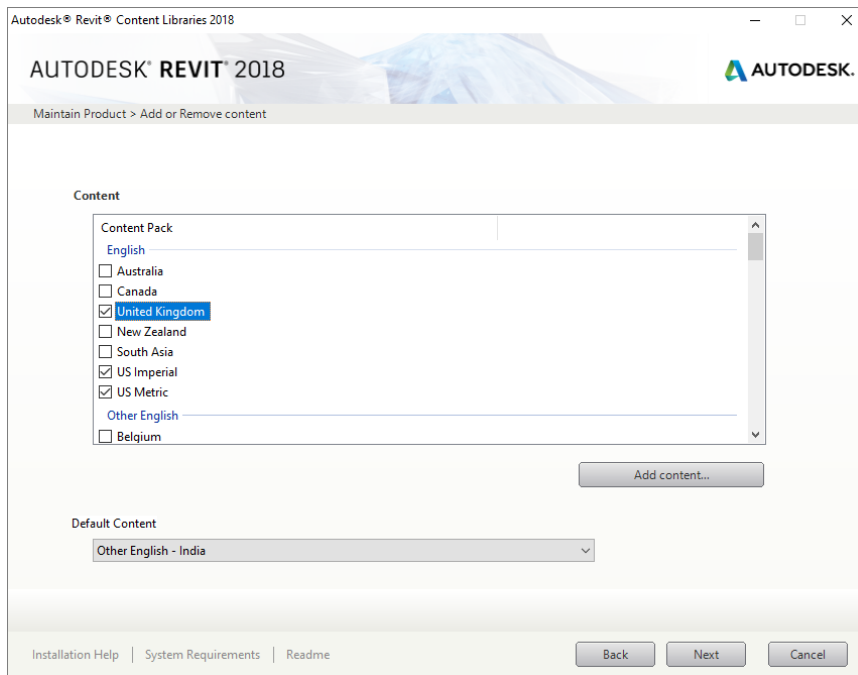 Autodesk® Revit® Content Libraries 2018
AUTODESK® REVIT® 2018
AUTODESK.
Maintain Product > Add or Remove content
Content
Content Pack
English
Australia
Canada
United Kingdom
New Zealand
South Asia
US Imperial
US Metric
Other English
Belgium
Add content...
Default Content
Other English - India
Installation Help | System Requirements | Readme
Back Next Cancel